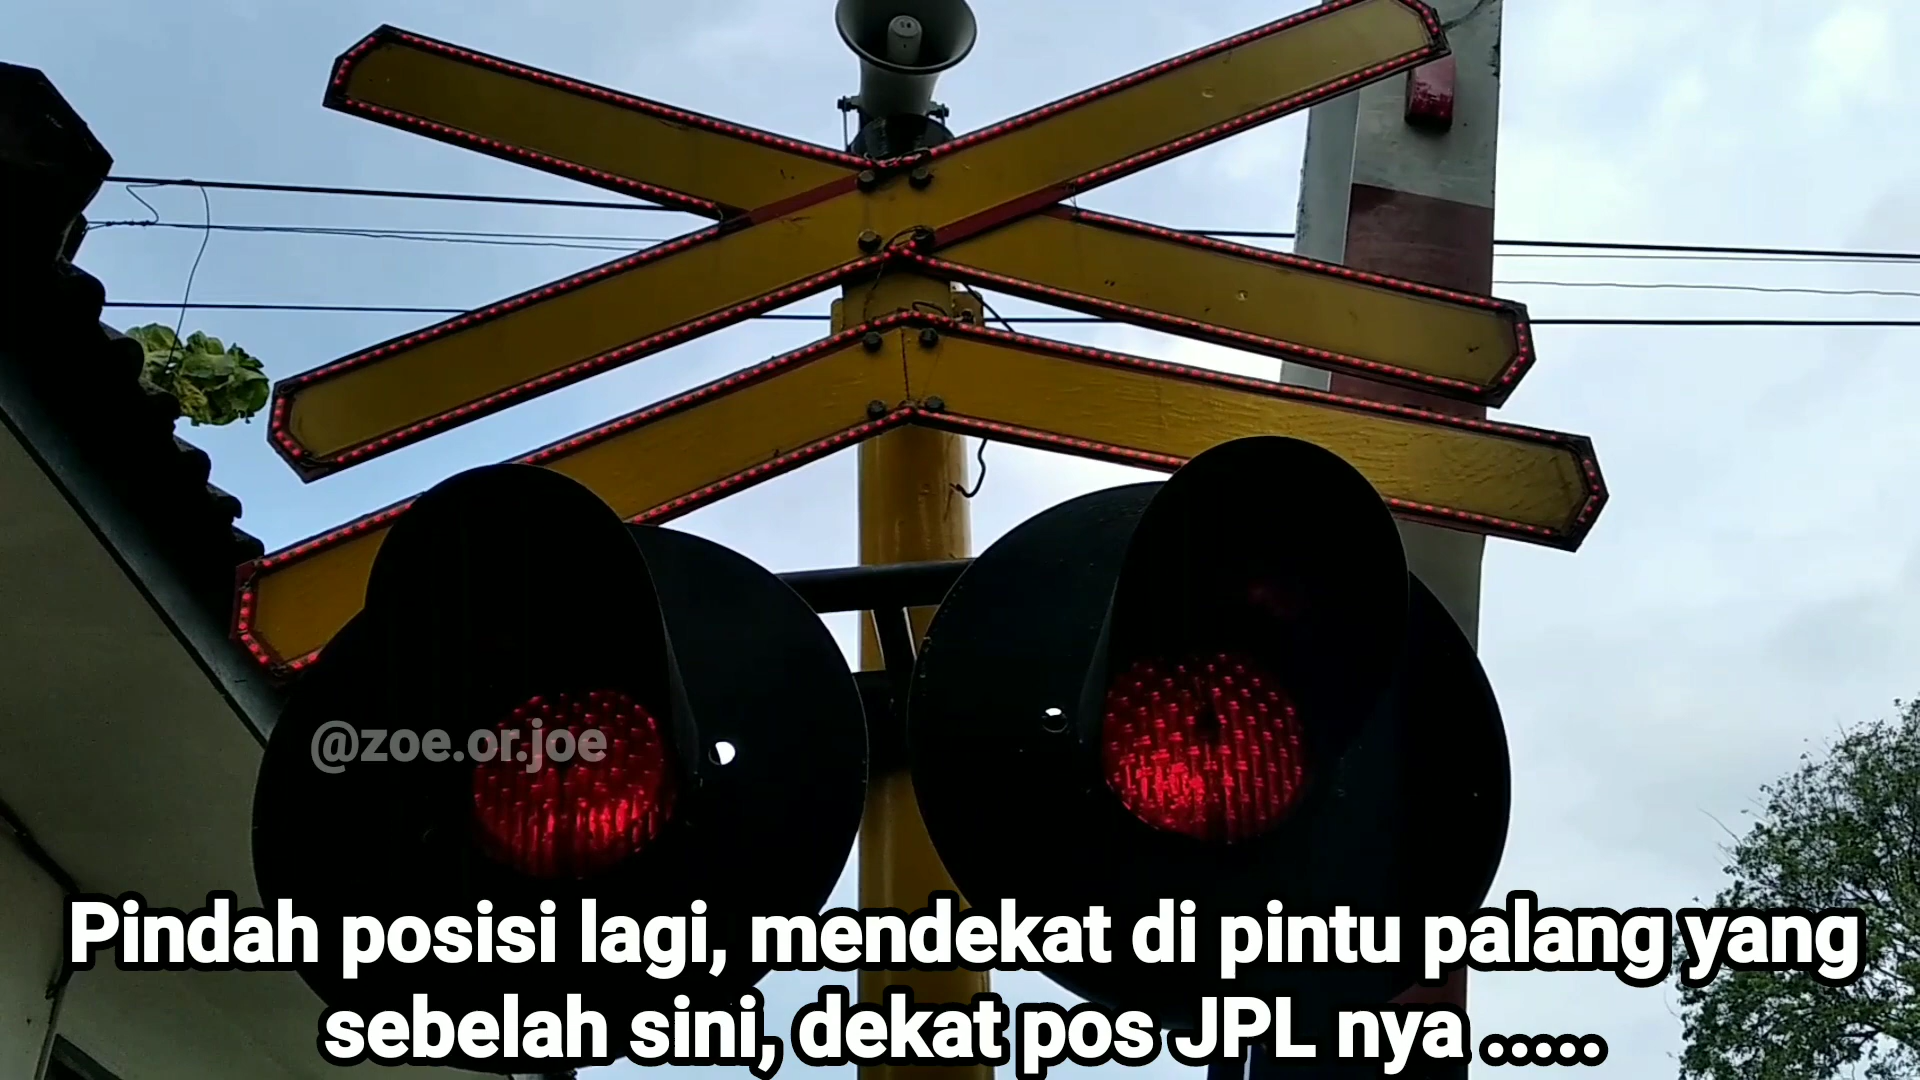 @zoe.or.joe
Pindah posisi lagi, mendekat di pintu palang yang
sebelah sini, dekat pos JPL nya .....